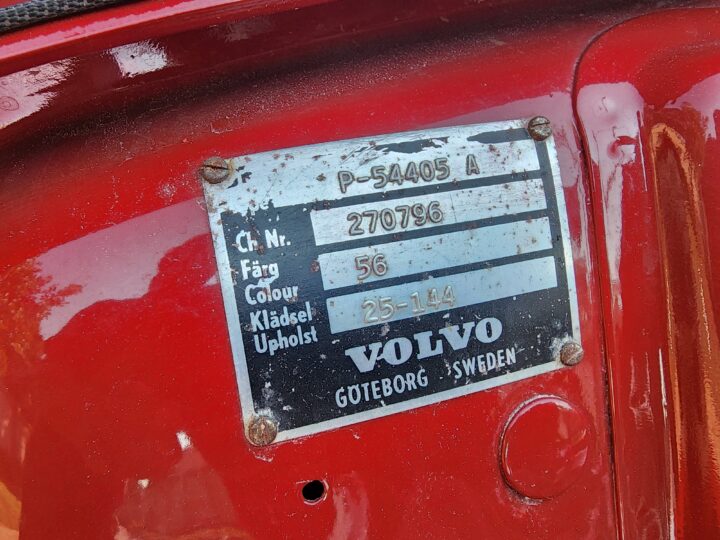 P-54405 A
Ch. Nr. 270796
Färg
Colour 56
Klädsel
Upholst 25-144
VOLVO
GÖTEBORG SWEDEN